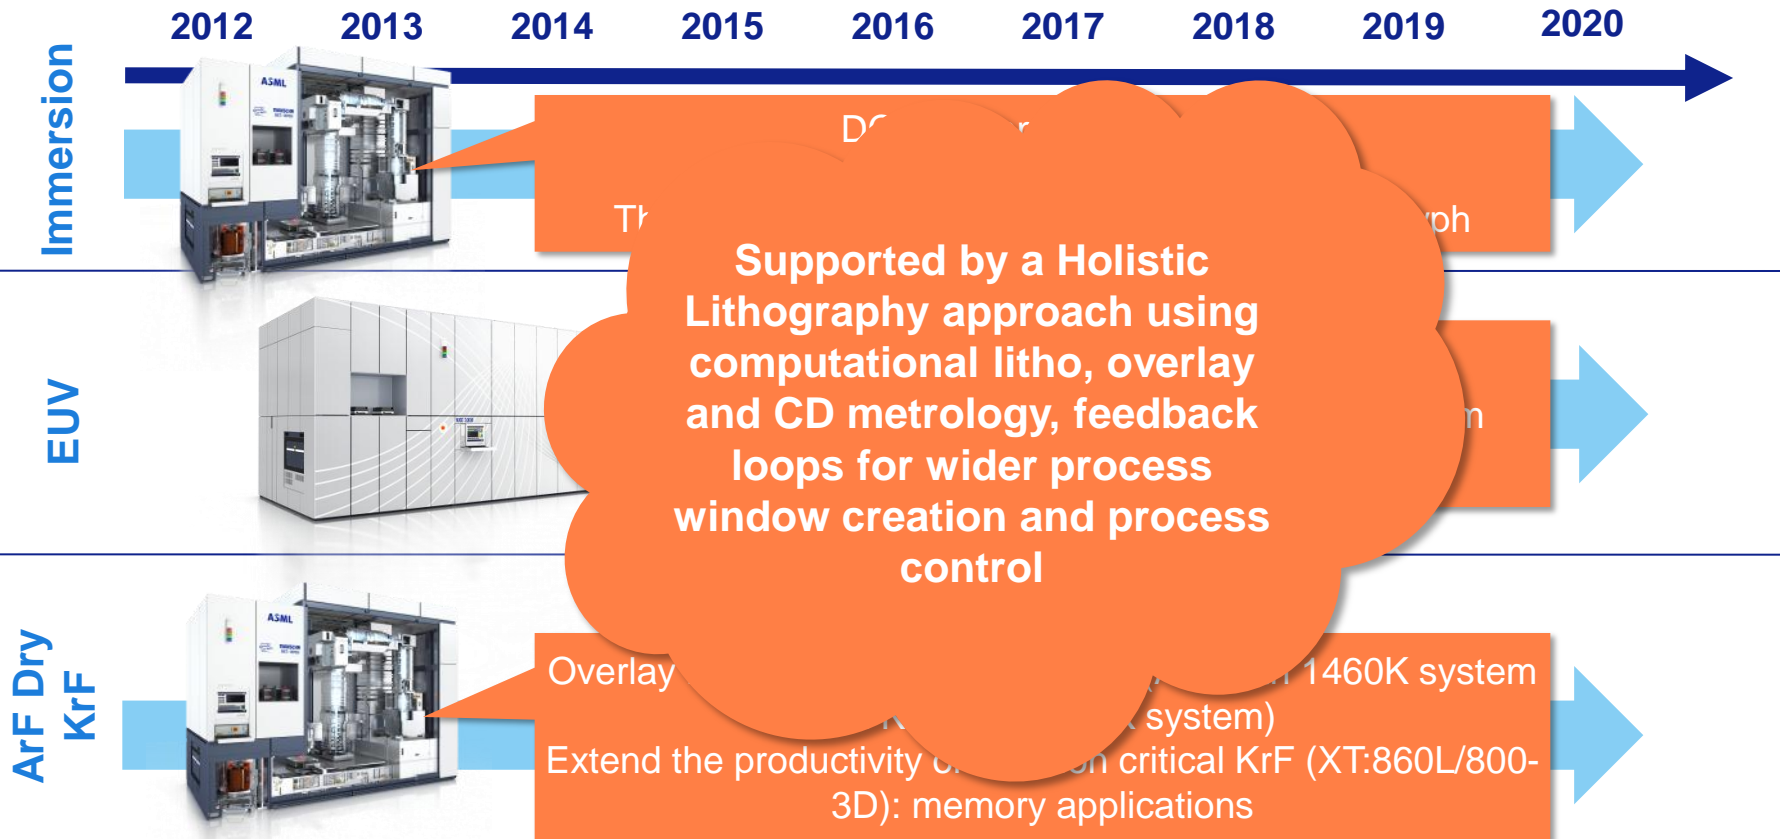 2012 2013 2014 2015 2016 2017 2018 2019 2020
Immersion
ASML
Supported by a Holistic
Lithography approach using
computational litho, overlay
and CD metrology, feedback
loops for wider process
window creation and process
control
EUV
ArF Dry
KrF
ASML
Overlay 1460K system
system)
Extend the productivity critical KrF (XT:860L/800-
3D): memory applications